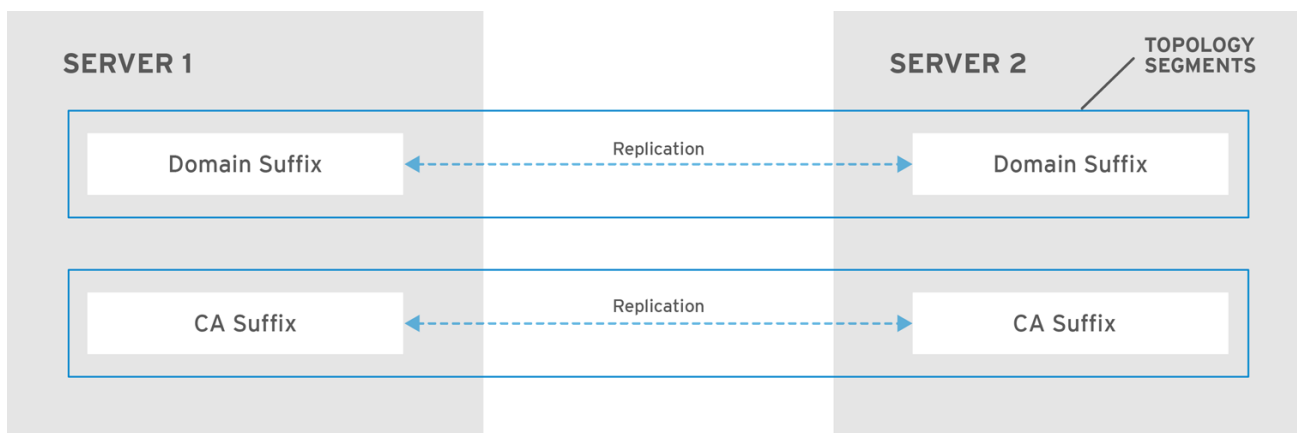 SERVER 1
SERVER 2
TOPOLOGY
SEGMENTS
Domain Suffix
Replication
Domain Suffix
CA Suffix
Replication
CA Suffix